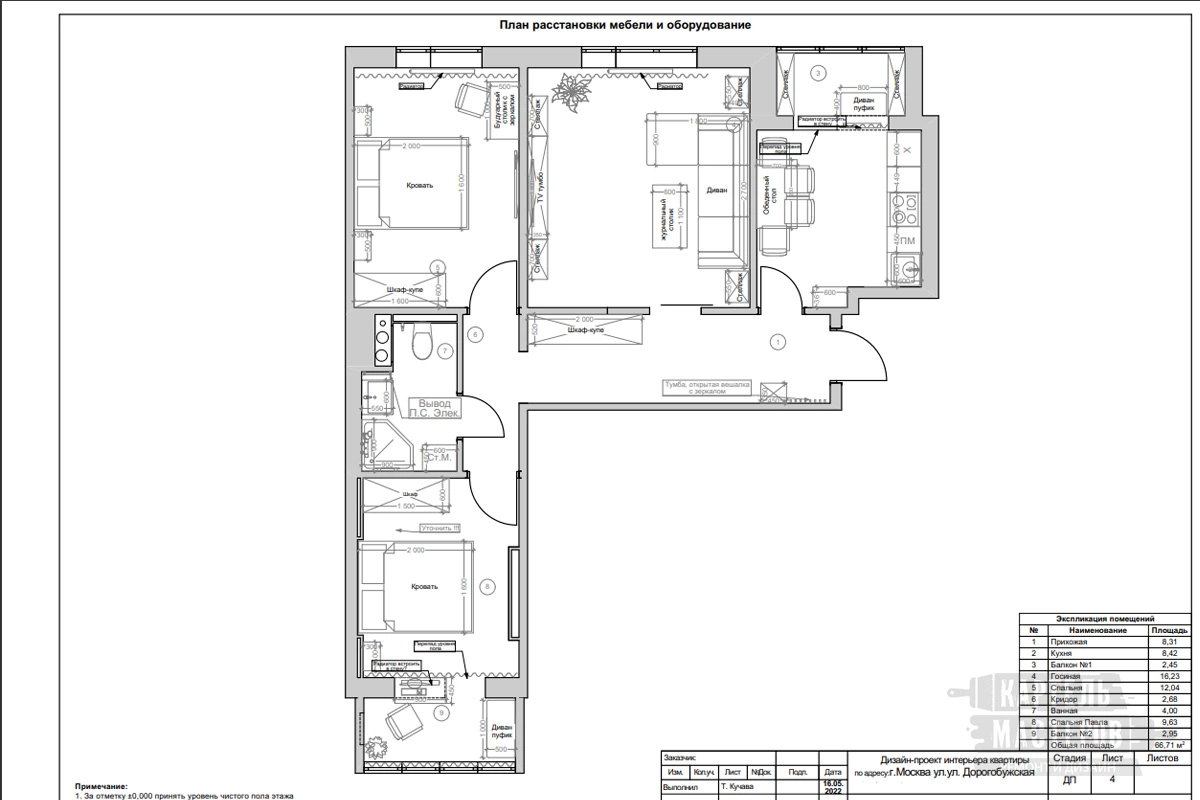 План расстановки мебели и оборудование
Радиатор
500
Будуарный
столик с
зеркалом
300
500
2 000
Кровать
1 600
300
500
Шкаф-купе
1 600
600
Стеллаж
TV тумбо
Стеллаж
Радиатор
Стеллаж
1 800
900
Диван
2 700
600
1 100
журнальный
столик
Стеллаж
Стеллаж
3
Стеллаж
800
400
Диван
пуфик
Радиатор встроить
в стену
Перепад уровня
пола
Обеденный
стол
600
X
450
ПМ
600
600
600
6
2 000
520
Шкаф-купе
1
Тумба, открытая вешалка
с зеркалом
450
7
600
550
Вывод
П.С. Элек.
900
900
600
Ст.М.
Шкаф
1 500
600
Уточнить !!!
2 000
Кровать
1 600
8
300
Перепад уровня
пола
Радиатор встроить
в стену?
450
9
1 000
Диван
пуфик
500
Экспликация помещений
№ Наименование Площадь
1 Прихожая 8,31
2 Кухня 8,42
3 Балкон №1 2,45
4 Госиная 16,23
5 Спальня 12,04
6 Кридор 2,68
7 Ванная 4,00
8 Спальня Павла 9,63
9 Балкон №2 2,95
Общая площадь 66,71 м²
КАРТЕЛЬ
МАСТЕРОВ
Заказчик:
Изм. Кол.уч. Лист №Док. Подп. Дата
Выполнил Т. Кучава 16.05.
2022
Дизайн-проект интерьера квартиры
по адресу:г.Москва ул.ул. Дорогобужская
Стадия Лист Листов
ДП 4
Примечание:
1. За отметку ±0,000 принять уровень чистого пола этажа